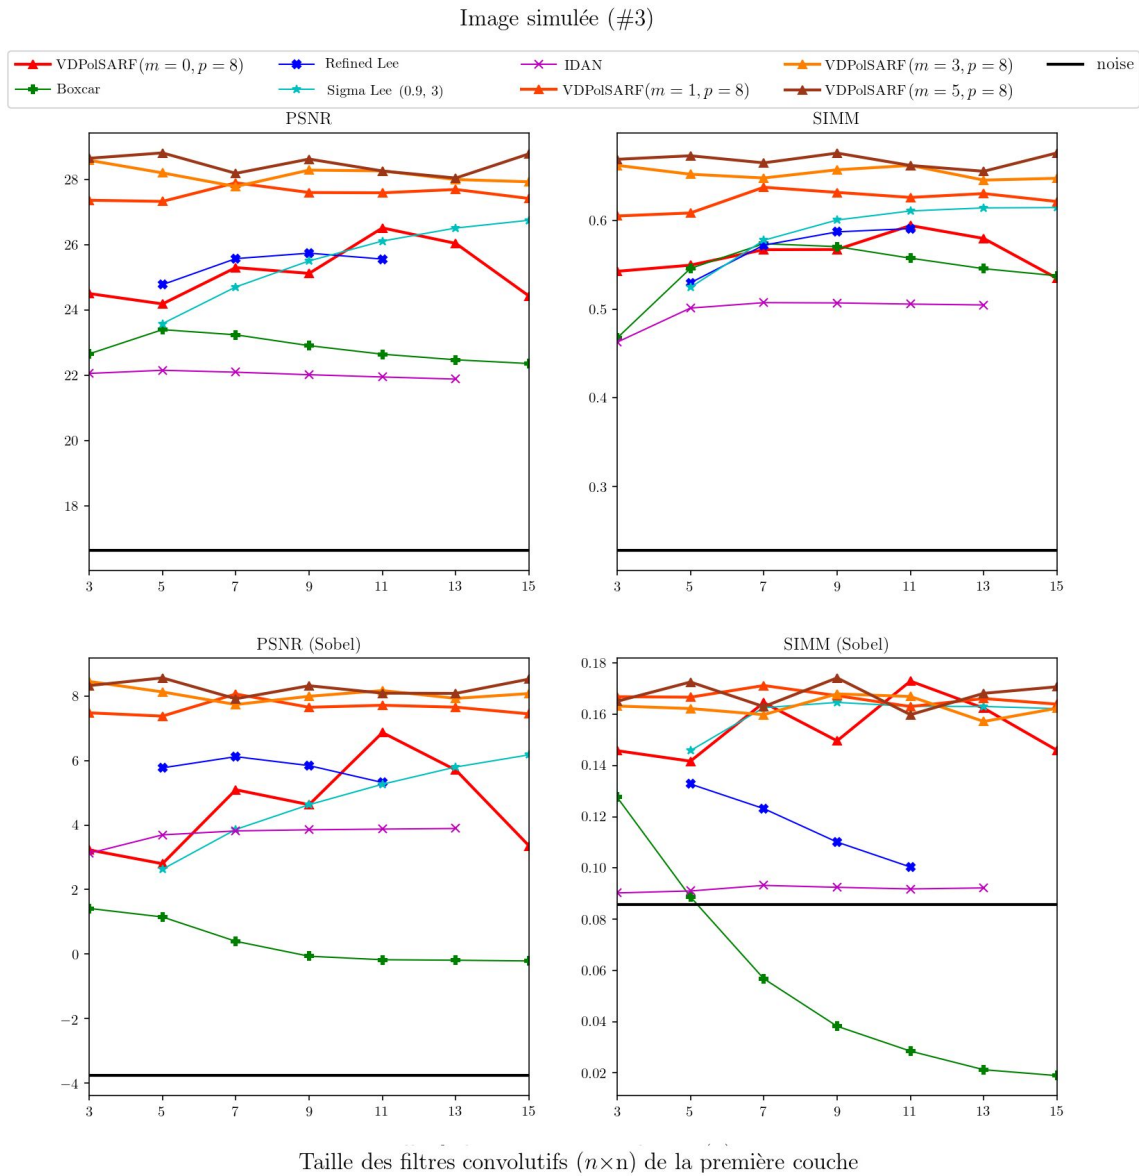 Image simulée (#3)
VDPolSARF(m = 0, p = 8) Refined Lee IDAN VDPolSARF(m = 3, p = 8) noise
Boxcar Sigma Lee (0.9, 3) VDPolSARF(m = 1, p = 8) VDPolSARF(m = 5, p = 8)
PSNR SIMM
28
26
24
22
20
18
3 5 7 9 11 13 15
0.6
0.5
0.4
0.3
3 5 7 9 11 13 15
PSNR (Sobel) SIMM (Sobel)
8
6
4
2
0
−2
−4
3 5 7 9 11 13 15
0.18
0.16
0.14
0.12
0.10
0.08
0.06
0.04
0.02
3 5 7 9 11 13 15
Taille des filtres convolutifs (n×n) de la première couche